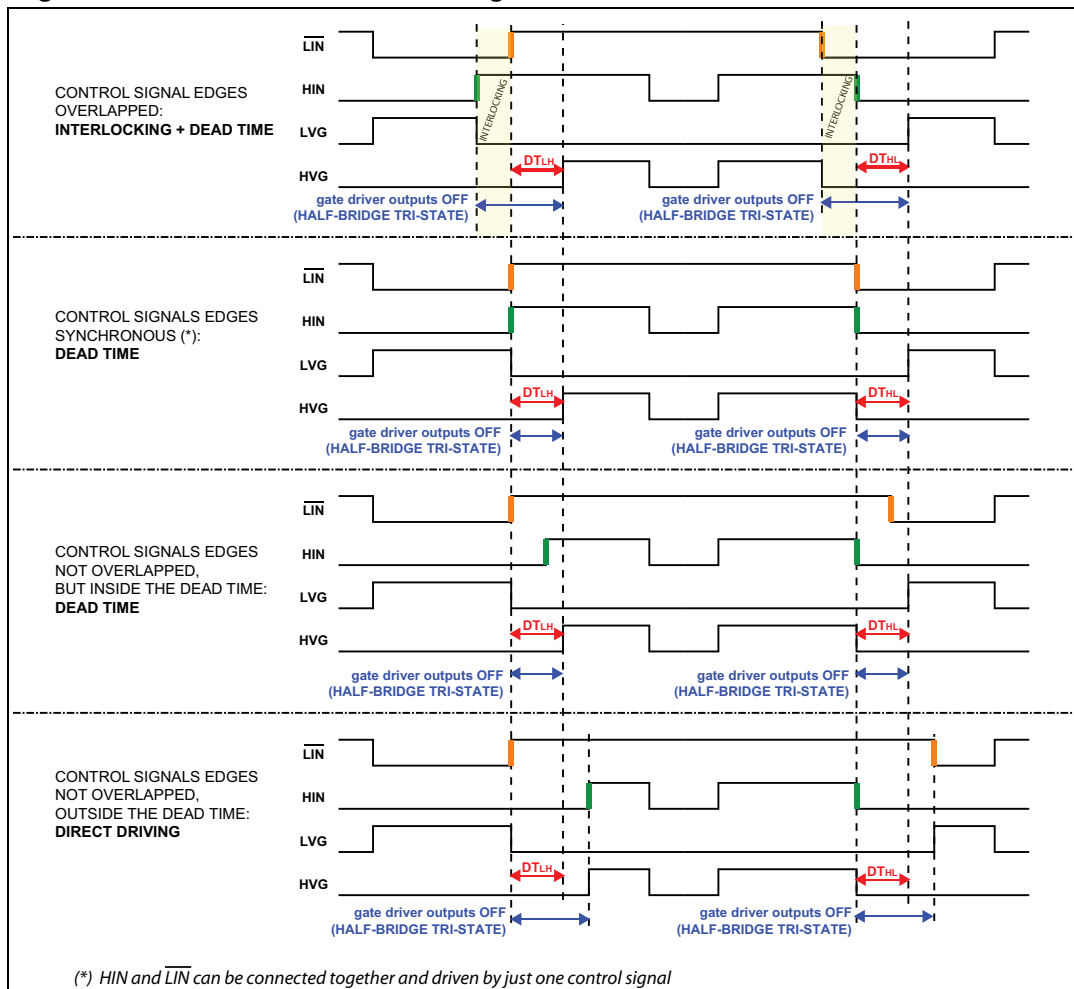 LIN
HIN
LVG
HVG
CONTROL SIGNAL EDGES
OVERLAPPED:
INTERLOCKING + DEAD TIME
INTERLOCKING
INTERLOCKING
DTLH
DTHL
gate driver outputs OFF
(HALF-BRIDGE TRI-STATE)
gate driver outputs OFF
(HALF-BRIDGE TRI-STATE)
LIN
HIN
LVG
HVG
CONTROL SIGNALS EDGES
SYNCHRONOUS (*):
DEAD TIME
DTLH
DTHL
gate driver outputs OFF
(HALF-BRIDGE TRI-STATE)
gate driver outputs OFF
(HALF-BRIDGE TRI-STATE)
LIN
HIN
LVG
HVG
CONTROL SIGNALS EDGES
NOT OVERLAPPED,
BUT INSIDE THE DEAD TIME:
DEAD TIME
DTLH
DTHL
gate driver outputs OFF
(HALF-BRIDGE TRI-STATE)
gate driver outputs OFF
(HALF-BRIDGE TRI-STATE)
LIN
HIN
LVG
HVG
CONTROL SIGNALS EDGES
NOT OVERLAPPED,
OUTSIDE THE DEAD TIME:
DIRECT DRIVING
DTLH
DTHL
gate driver outputs OFF
(HALF-BRIDGE TRI-STATE)
gate driver outputs OFF
(HALF-BRIDGE TRI-STATE)
(*) HIN and LIN can be connected together and driven by just one control signal